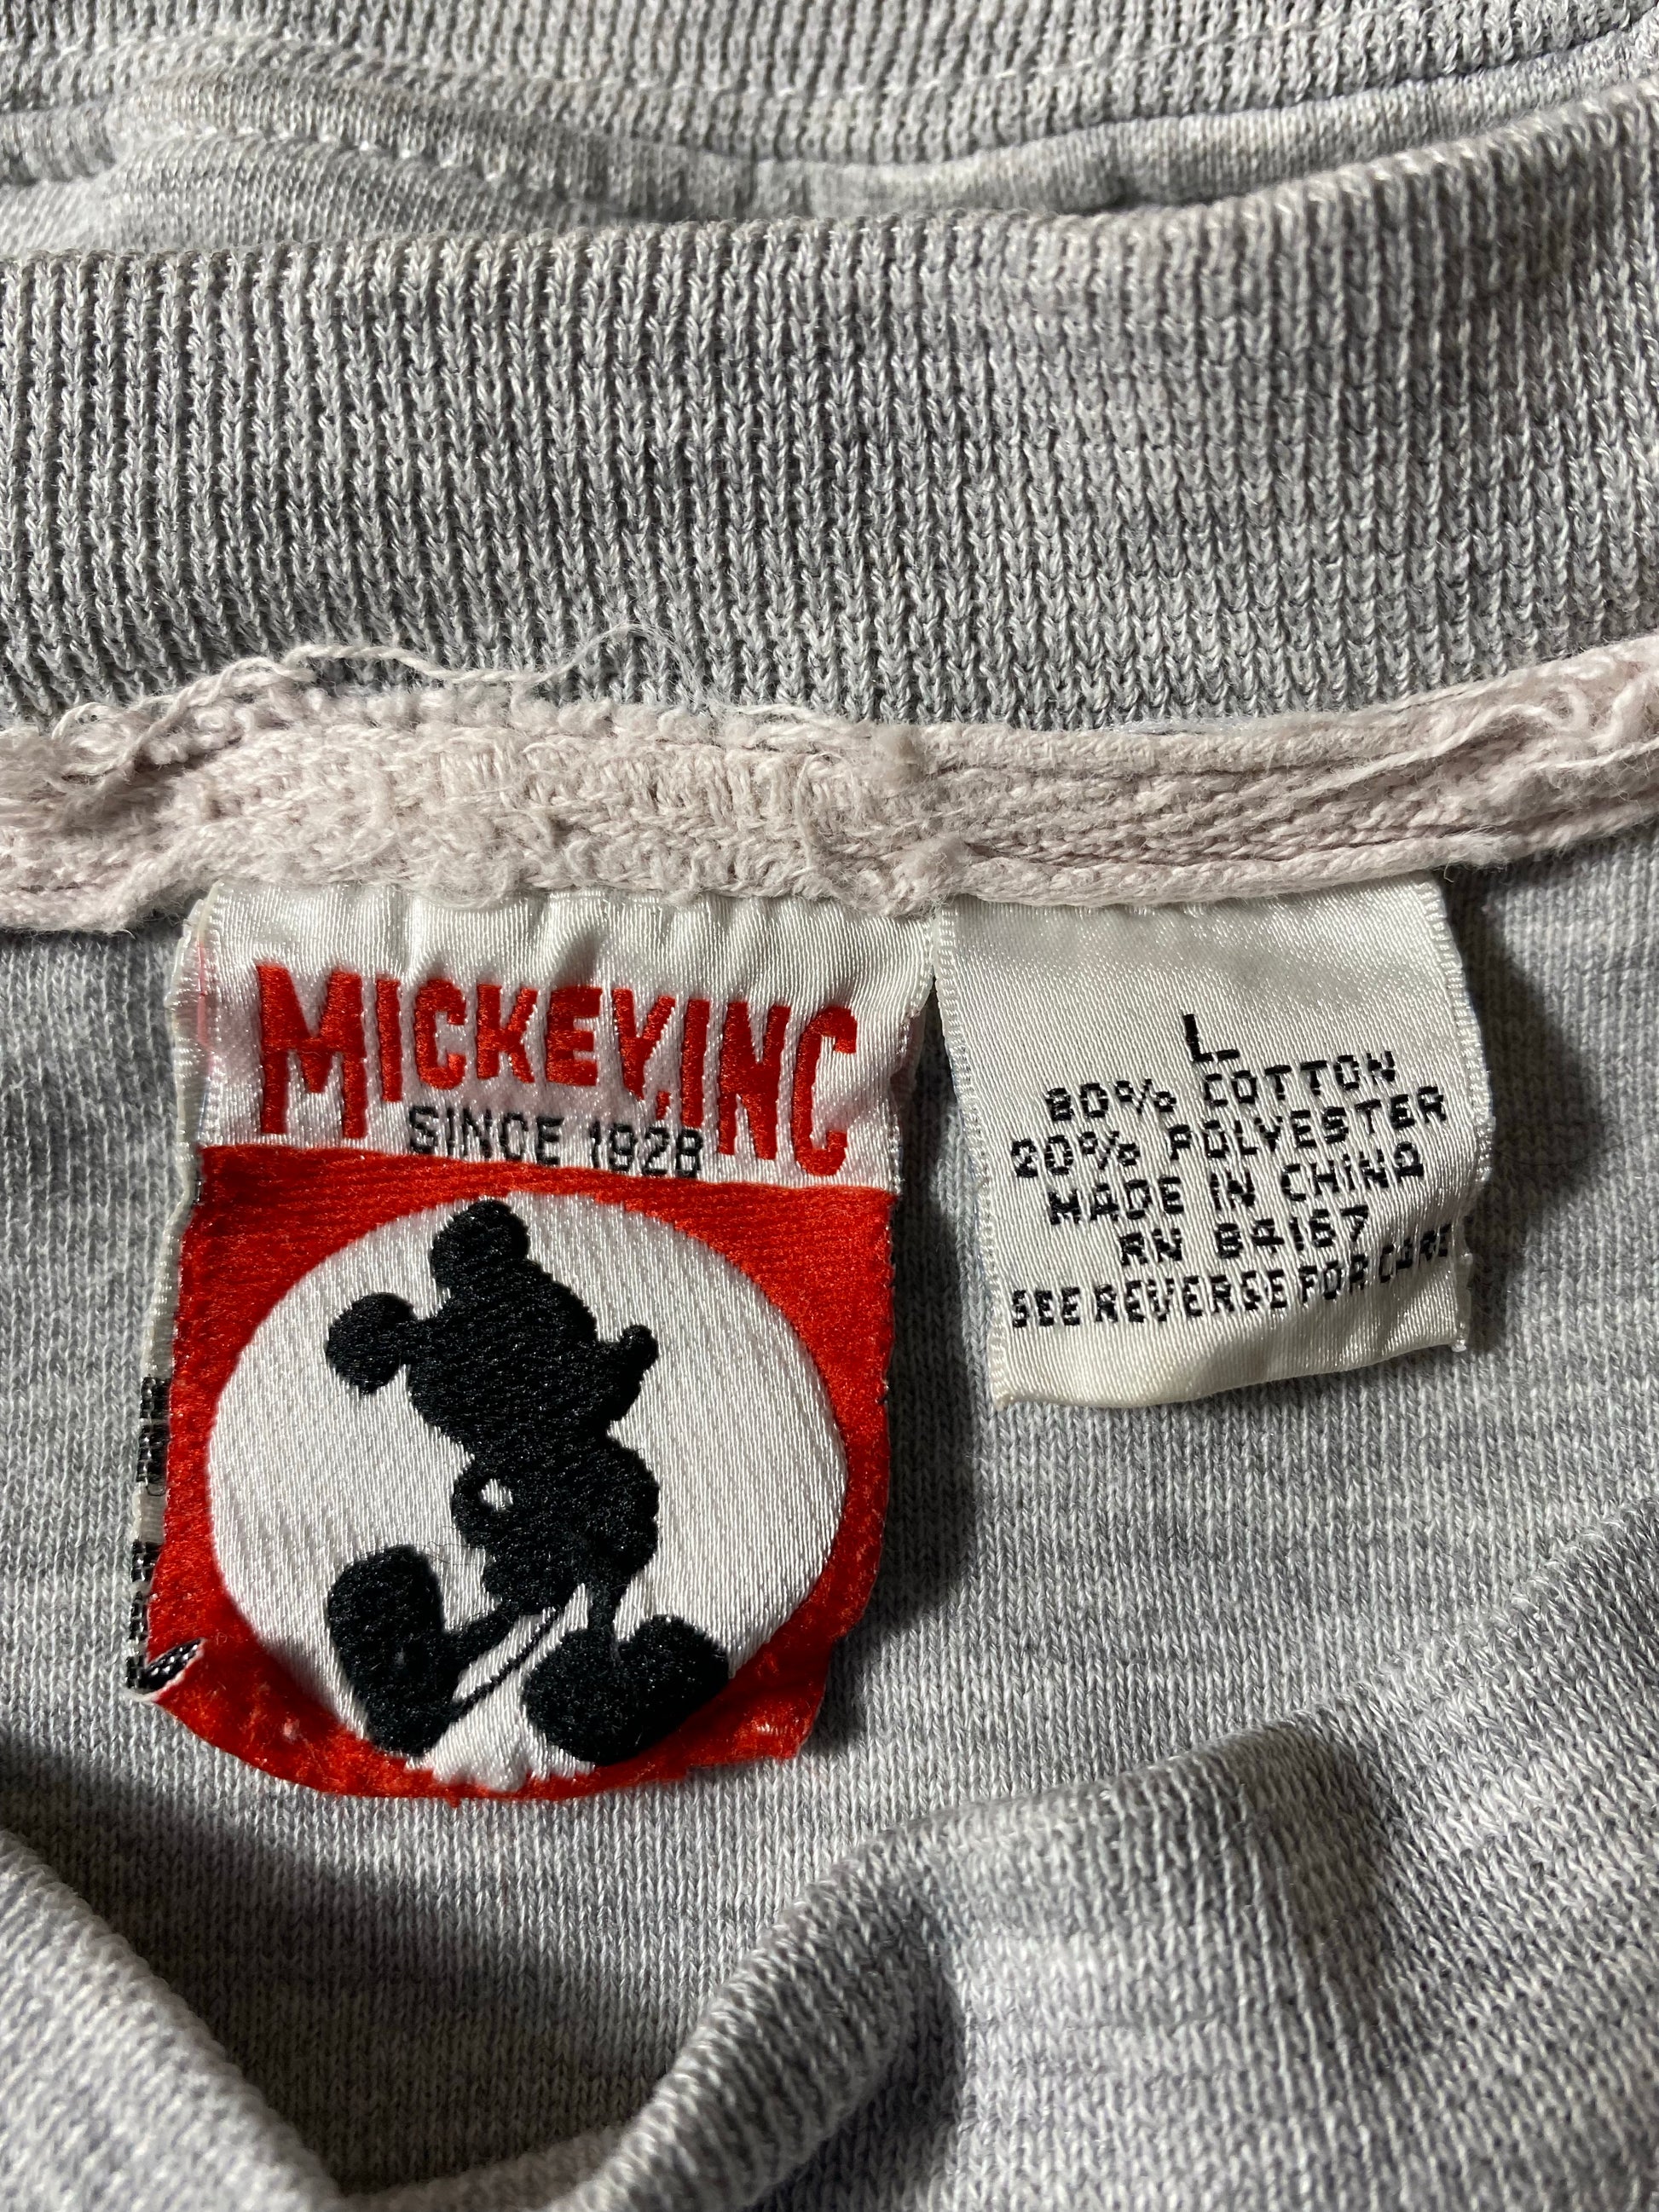 MICKEY, INC
SINCE 1928
L
80% COTTON
20% POLYESTER
MADE IN CHINA
RN 84167
SEE REVERSE FOR CARE